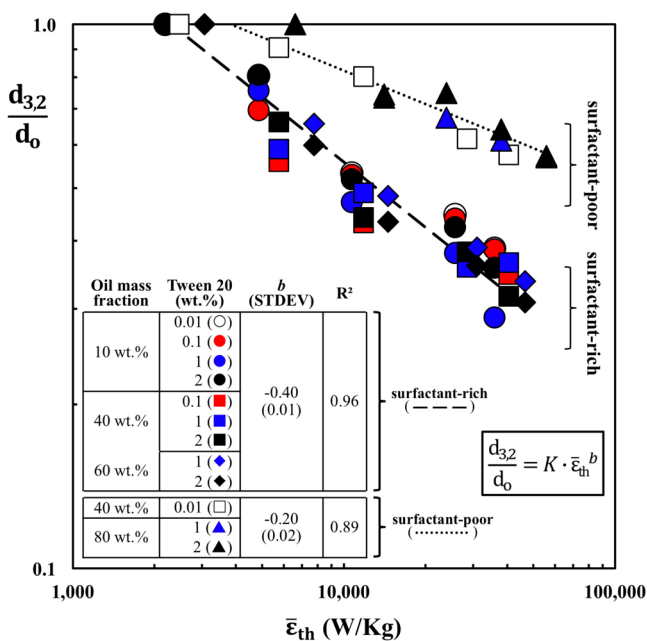 1.0
d3,2
do
surfactant-poor
surfactant-rich
Oil mass fraction | Tween 20 (wt.%) | b (STDEV) | R²
10 wt.% | 0.01 (○) | -0.40 (0.01) | 0.96
0.1 (●)
1 (●)
2 (●)
40 wt.% | 0.1 (■)
1 (■)
2 (■)
60 wt.% | 1 (◆)
2 (◆)
surfactant-rich
( — — — )
40 wt.% | 0.01 (□) | -0.20 (0.02) | 0.89
80 wt.% | 1 (▲)
2 (▲)
surfactant-poor
(··········)
d3,2/do = K · ε̄th^b
0.1
1,000 10,000 100,000
ε̄th (W/Kg)